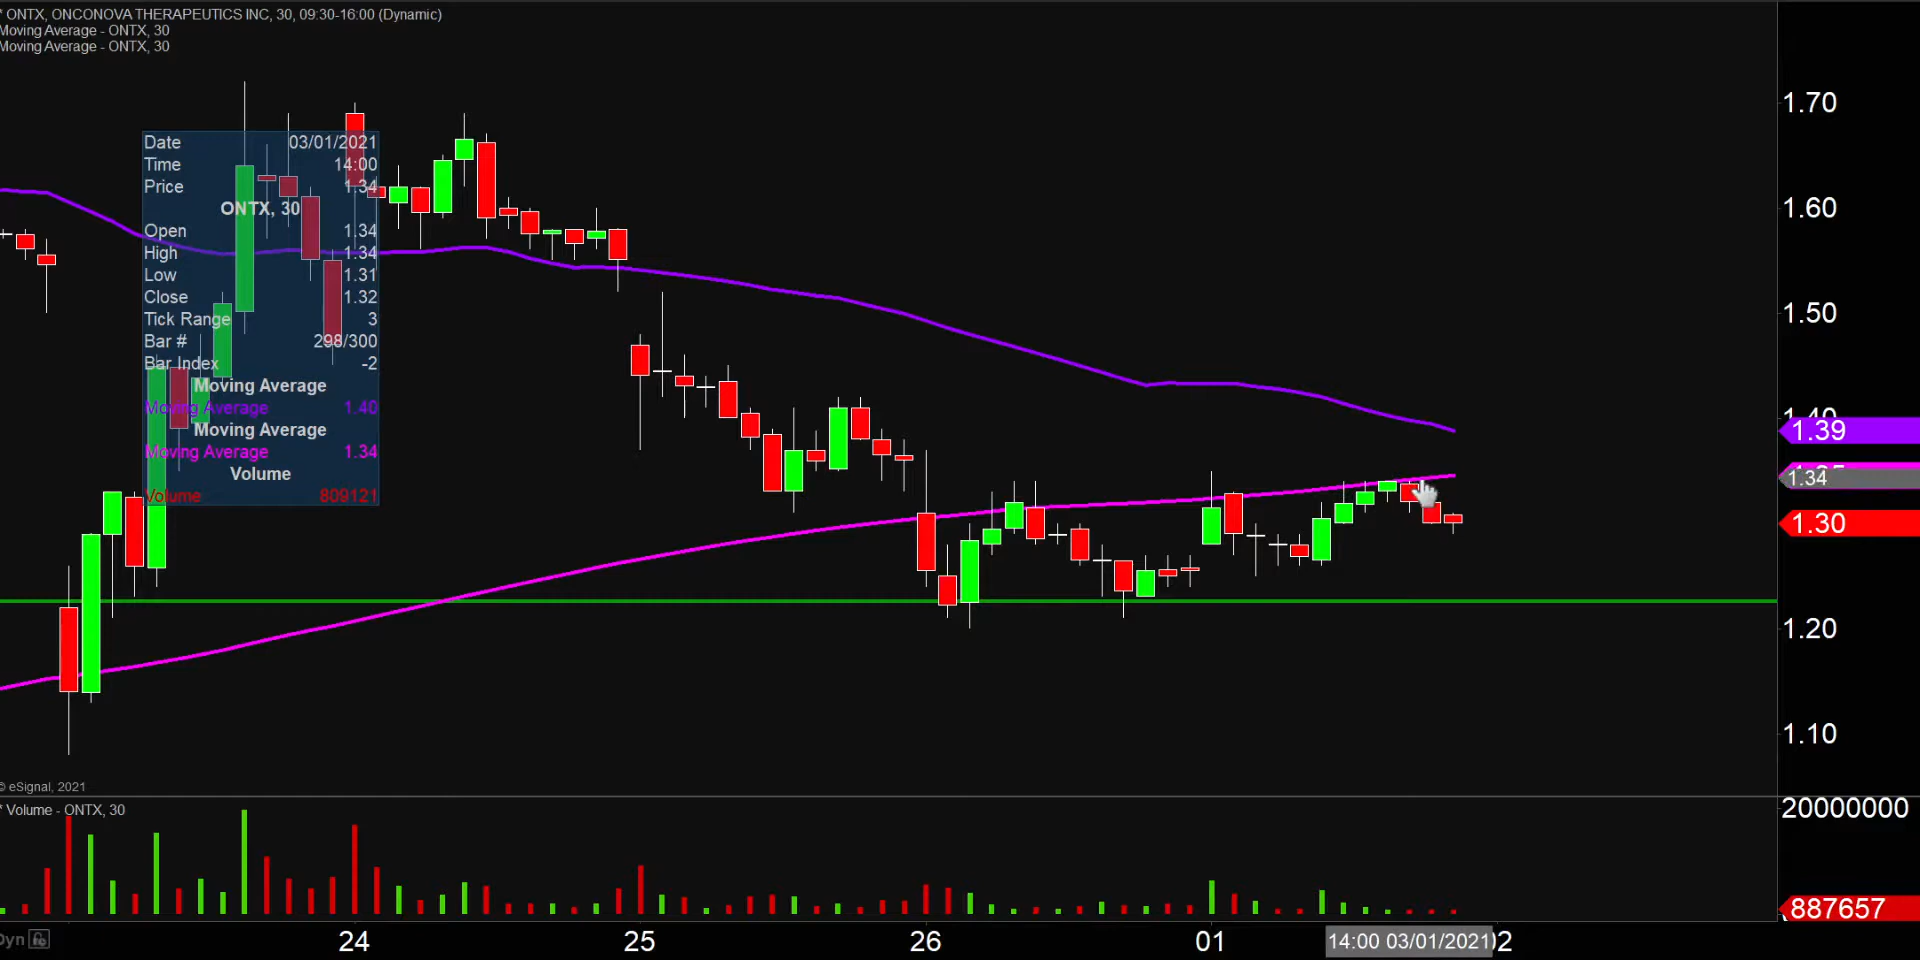 * ONTX, ONCONOVA THERAPEUTICS INC, 30, 09:30-16:00 (Dynamic)
Moving Average - ONTX, 30
Moving Average - ONTX, 30
Date 03/01/2021
Time 14:00
Price 1.34
ONTX, 30
Open 1.34
High 1.34
Low 1.31
Close 1.32
Tick Range 3
Bar # 298/300
Bar Index -2
Moving Average
Moving Average 1.40
Moving Average
Moving Average 1.34
Volume
Volume 809121
1.70
1.60
1.50
1.40
1.39
1.34
1.30
1.20
1.10
© eSignal, 2021
* Volume - ONTX, 30
20000000
887657
Dyn
24 25 26 01 14:00 03/01/2021 02